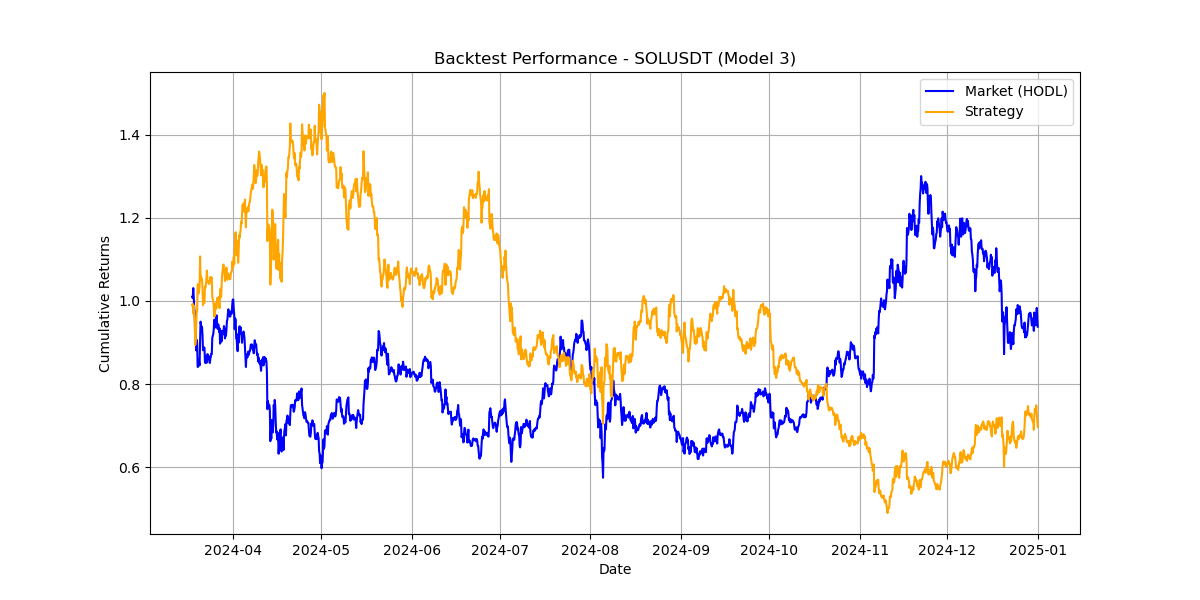 Backtest Performance - SOLUSDT (Model 3)
Market (HODL)
Strategy
Cumulative Returns
1.4
1.2
1.0
0.8
0.6
2024-04 2024-05 2024-06 2024-07 2024-08 2024-09 2024-10 2024-11 2024-12 2025-01
Date